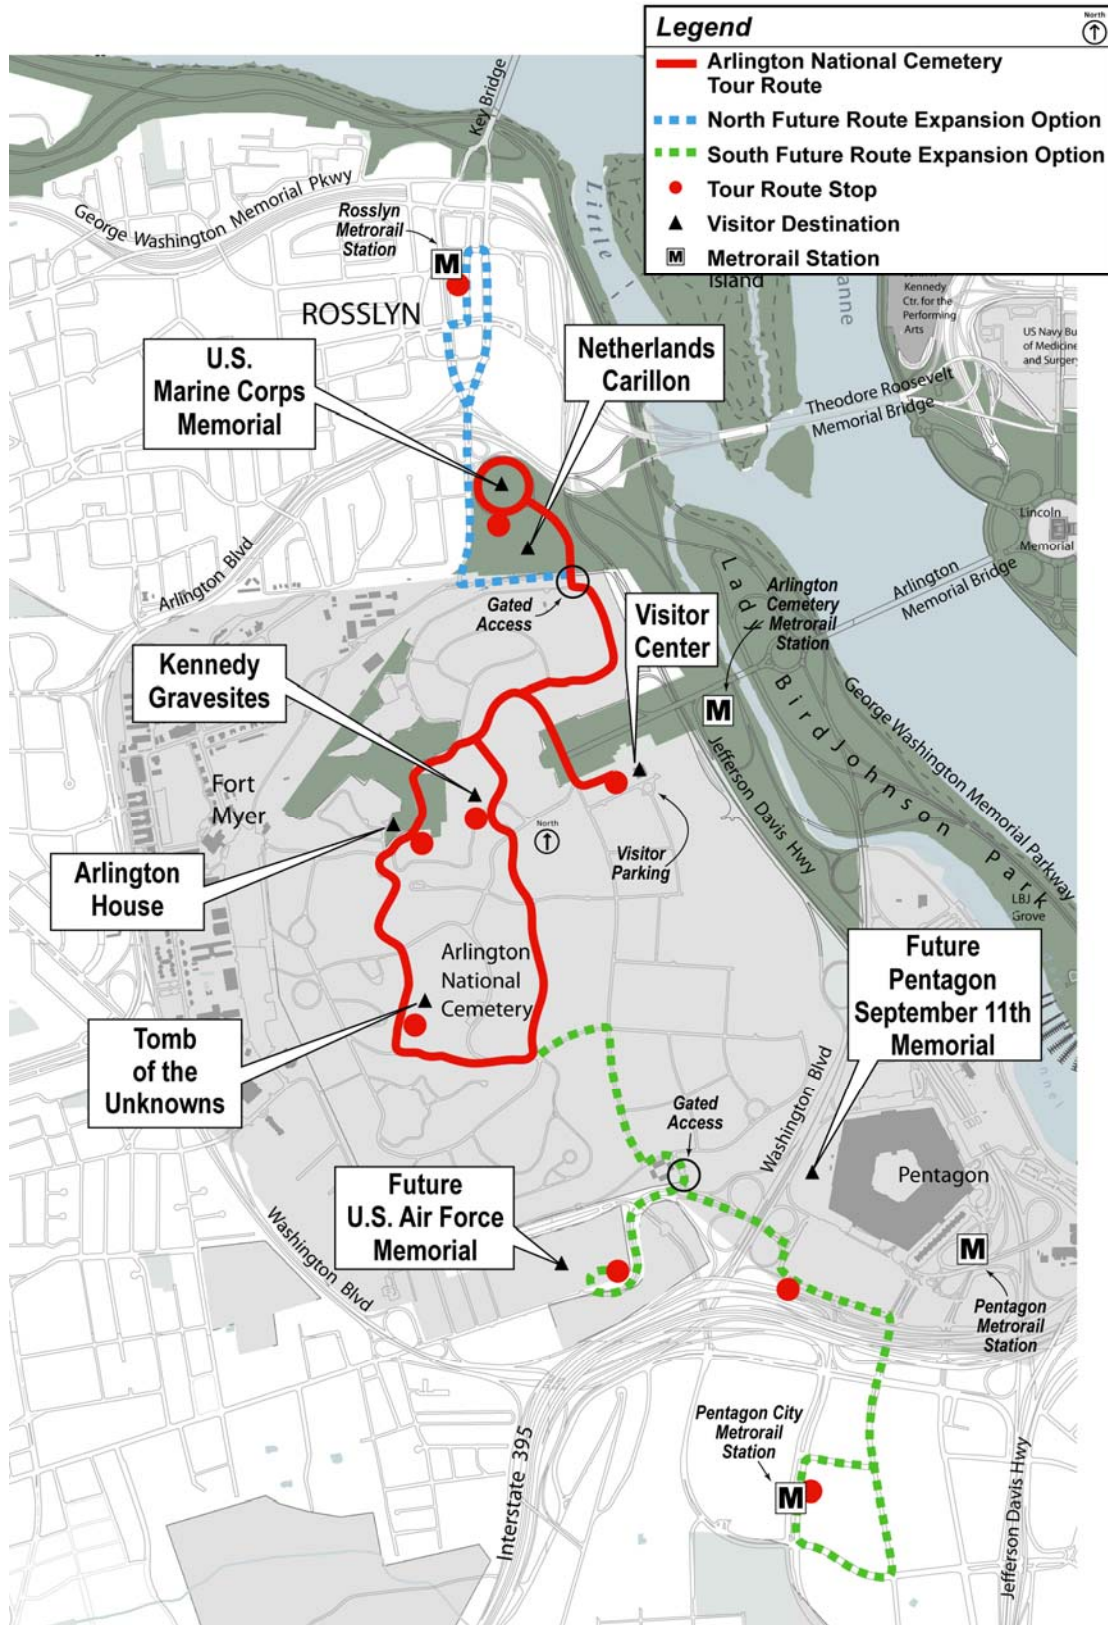 North
Legend
Arlington National Cemetery
Tour Route
North Future Route Expansion Option
South Future Route Expansion Option
Tour Route Stop
Visitor Destination
M Metrorail Station
Key Bridge
George Washington Memorial Pkwy
Rosslyn
Metrorail
Station
M
ROSSLYN
Little
Island
Kennedy
Ctr. for the
Performing
Arts
US Navy Bu
of Medicine
and Surgery
anne
U.S.
Marine Corps
Memorial
Netherlands
Carillon
Theodore Roosevelt
Memorial Bridge
Lincoln
Memorial
Arlington Blvd
Gated
Access
Visitor
Center
Arlington
Cemetery
Metrorail
Station
Arlington
Memorial Bridge
Lady
Bird Johnson
Park
M
Kennedy
Gravesites
George Washington Memorial Parkway
Jefferson Davis Hwy
Fort
Myer
North
Visitor
Parking
LBJ
Grove
Arlington
House
Arlington
National
Cemetery
Future
Pentagon
September 11th
Memorial
Tomb
of the
Unknowns
Gated
Access
Washington Blvd
Pentagon
Future
U.S. Air Force
Memorial
Washington Blvd
M
Pentagon
Metrorail
Station
Pentagon City
Metrorail
Station
M
Interstate 395
Jefferson Davis Hwy